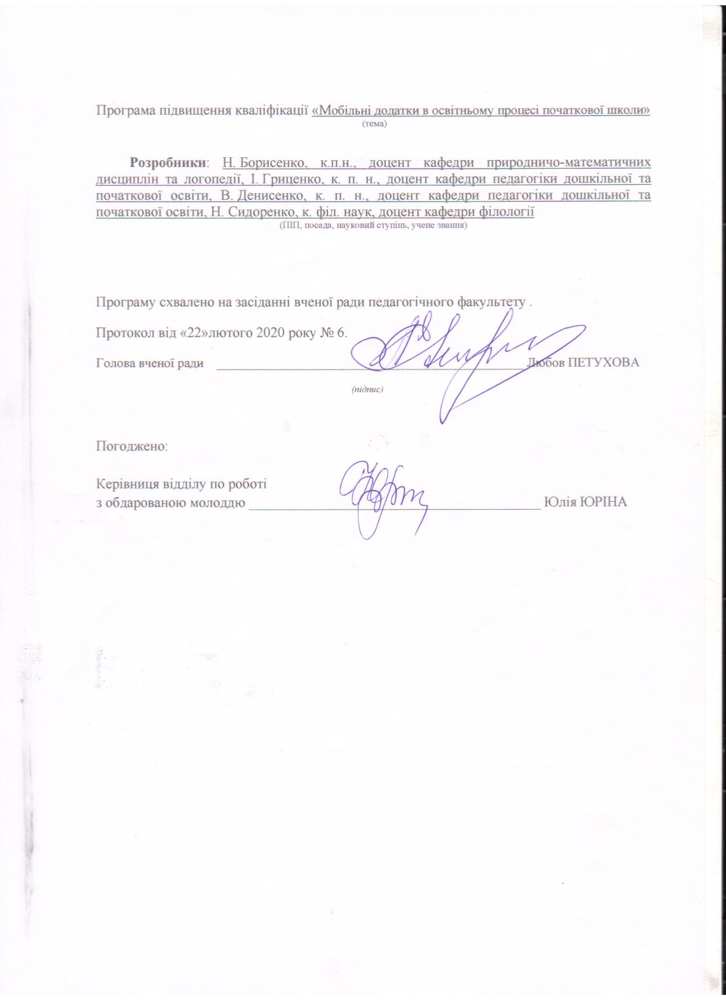 Програма підвищення кваліфікації «Мобільні додатки в освітньому процесі початкової школи»
(тема)
Розробники: Н. Борисенко, к.п.н., доцент кафедри природничо-математичних
дисциплін та логопедії, І. Гриценко, к. п. н., доцент кафедри педагогіки дошкільної та
початкової освіти, В. Денисенко, к. п. н., доцент кафедри педагогіки дошкільної та
початкової освіти, Н. Сидоренко, к. філ. наук, доцент кафедри філології
(ПІП, посада, науковий ступінь, учене звання)
Програму схвалено на засіданні вченої ради педагогічного факультету .
Протокол від «22»лютого 2020 року № 6.
Голова вченої ради Любов ПЕТУХОВА
(підпис)
Погоджено:
Керівниця відділу по роботі
з обдарованою молоддю Юлія ЮРІНА